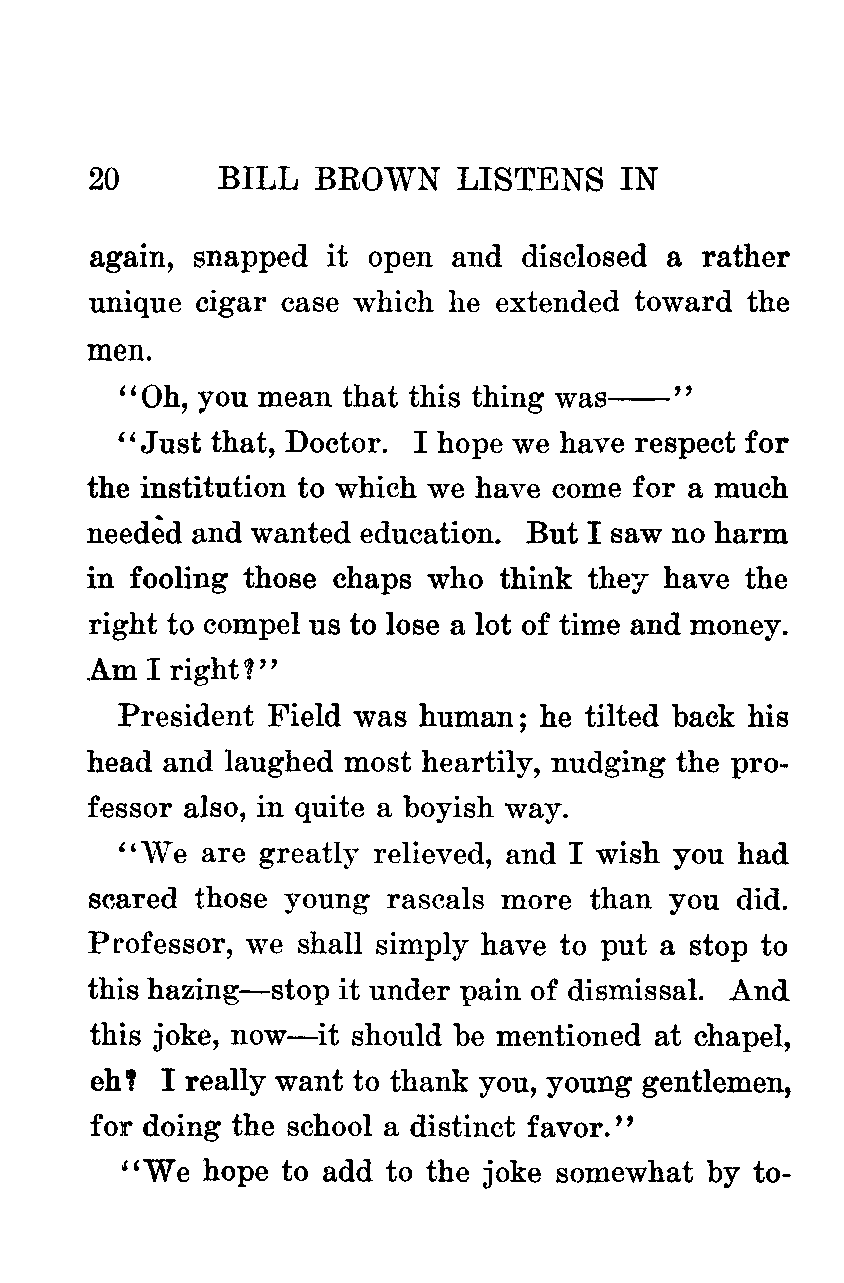 20 BILL BROWN LISTENS IN
again, snapped it open and disclosed a rather
unique cigar case which he extended toward the
men.
“Oh, you mean that this thing was——”
“Just that, Doctor. I hope we have respect for
the institution to which we have come for a much
needed and wanted education. But I saw no harm
in fooling those chaps who think they have the
right to compel us to lose a lot of time and money.
Am I right?”
President Field was human; he tilted back his
head and laughed most heartily, nudging the pro-
fessor also, in quite a boyish way.
“We are greatly relieved, and I wish you had
scared those young rascals more than you did.
Professor, we shall simply have to put a stop to
this hazing—stop it under pain of dismissal. And
this joke, now—it should be mentioned at chapel,
eh? I really want to thank you, young gentlemen,
for doing the school a distinct favor.”
“We hope to add to the joke somewhat by to-